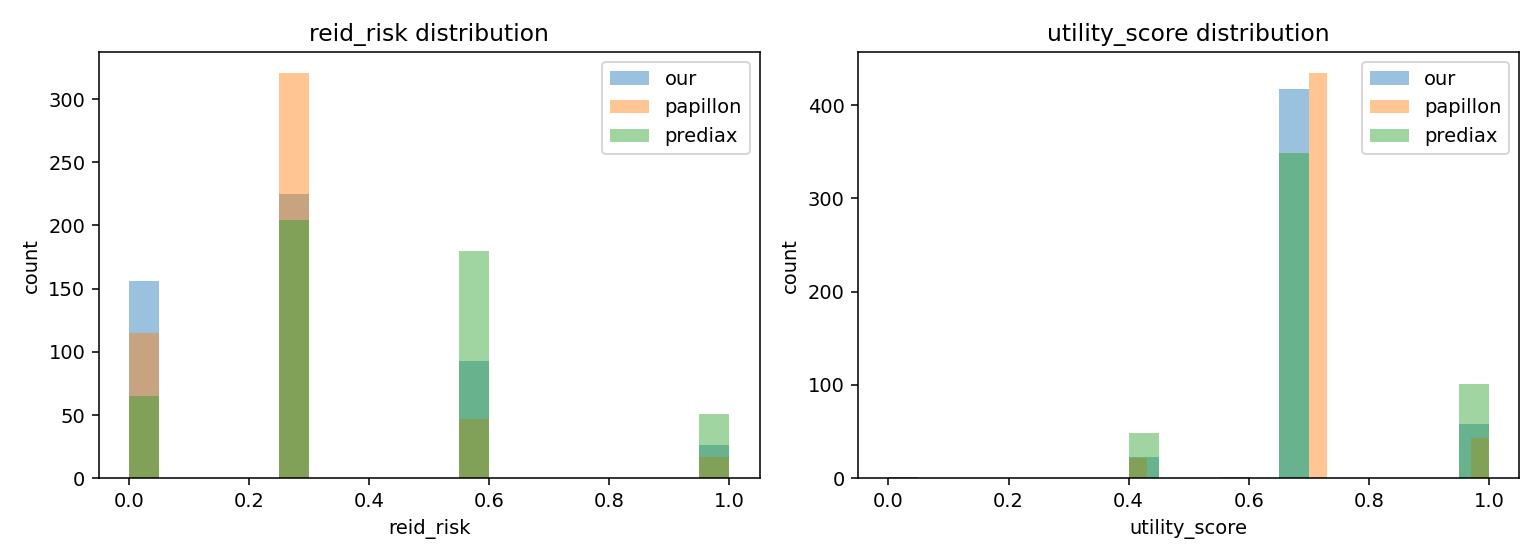 reid_risk distribution
our
papillon
prediax
count
300
250
200
150
100
50
0
0.0 0.2 0.4 0.6 0.8 1.0
reid_risk
utility_score distribution
our
papillon
prediax
count
400
300
200
100
0
0.0 0.2 0.4 0.6 0.8 1.0
utility_score